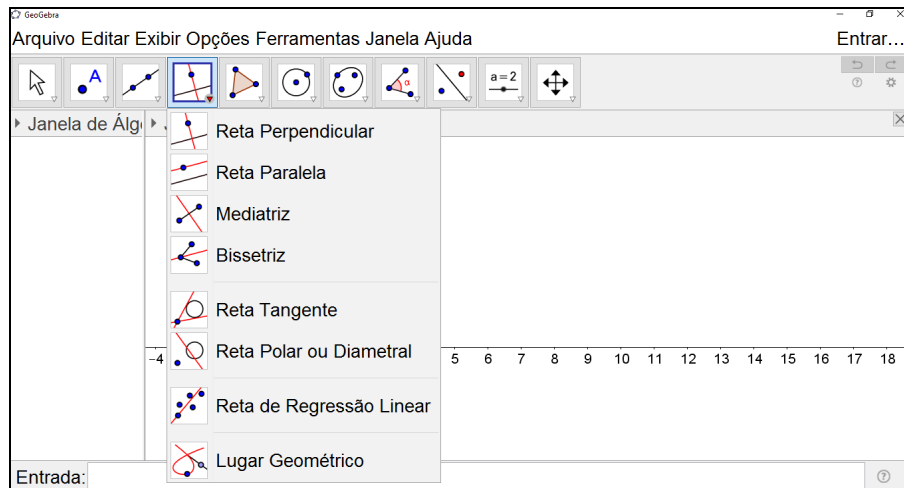 GeoGebra
Arquivo Editar Exibir Opções Ferramentas Janela Ajuda Entrar...
A α a = 2
Janela de Álg
Reta Perpendicular
Reta Paralela
Mediatriz
Bissetriz
Reta Tangente
Reta Polar ou Diametral
-4 5 6 7 8 9 10 11 12 13 14 15 16 17 18
Reta de Regressão Linear
Lugar Geométrico
Entrada: